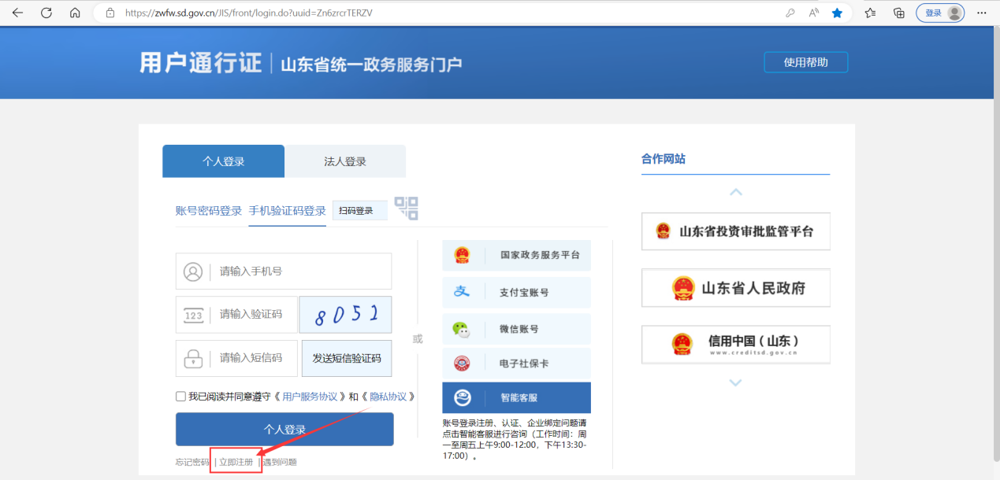 https://zwfw.sd.gov.cn/JIS/front/login.do?uuid=Zn6zrcrTERZV
登录
用户通行证
山东省统一政务服务门户
使用帮助
个人登录
法人登录
账号密码登录
手机验证码登录
扫码登录
请输入手机号
123
请输入验证码
8052
请输入短信码
发送短信验证码
我已阅读并同意遵守《用户服务协议》和《隐私协议》
个人登录
忘记密码 | 立即注册 | 遇到问题
或
国家政务服务平台
支付宝账号
微信账号
电子社保卡
智能客服
账号登录注册、认证、企业绑定问题请
点击智能客服进行咨询（工作时间：周
一至周五上午9:00-12:00，下午13:30-
17:00）。
合作网站
山东省投资审批监管平台
山东省人民政府
信用中国（山东）
www.creditsd.gov.cn